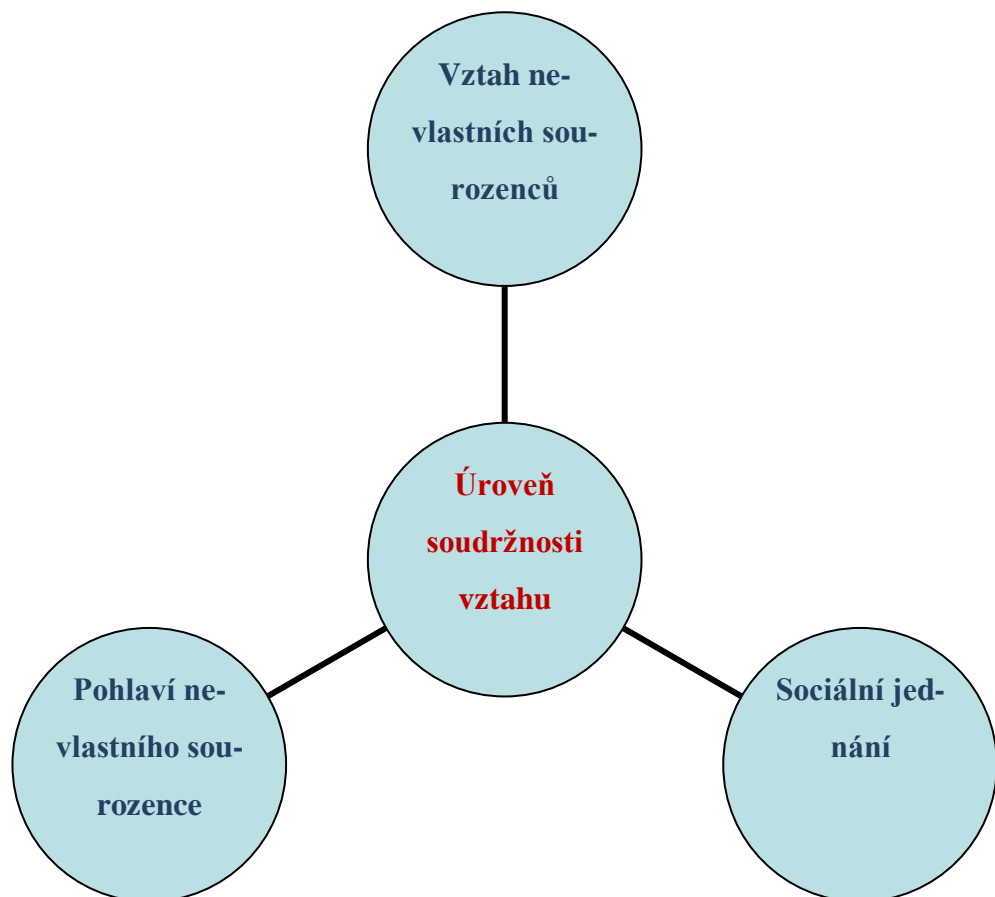 Vztah ne-
vlastních sou-
rozenců
Úroveň
soudržnosti
vztahu
Pohlaví ne-
vlastního sou-
rozence
Sociální jed-
nání